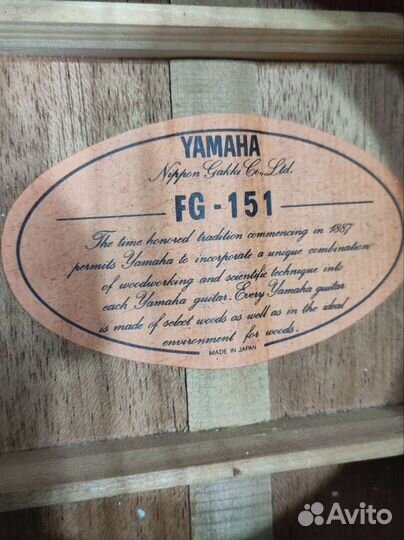 YAMAHA
Nippon Gakki Co., Ltd.
FG-151
The time honored tradition commencing in 1887
permits Yamaha to incorporate a unique combination
of woodworking and scientific technique into
each Yamaha guitar. Every Yamaha guitar
is made of select woods as well as in the ideal
environment for woods.
MADE IN JAPAN
Avito